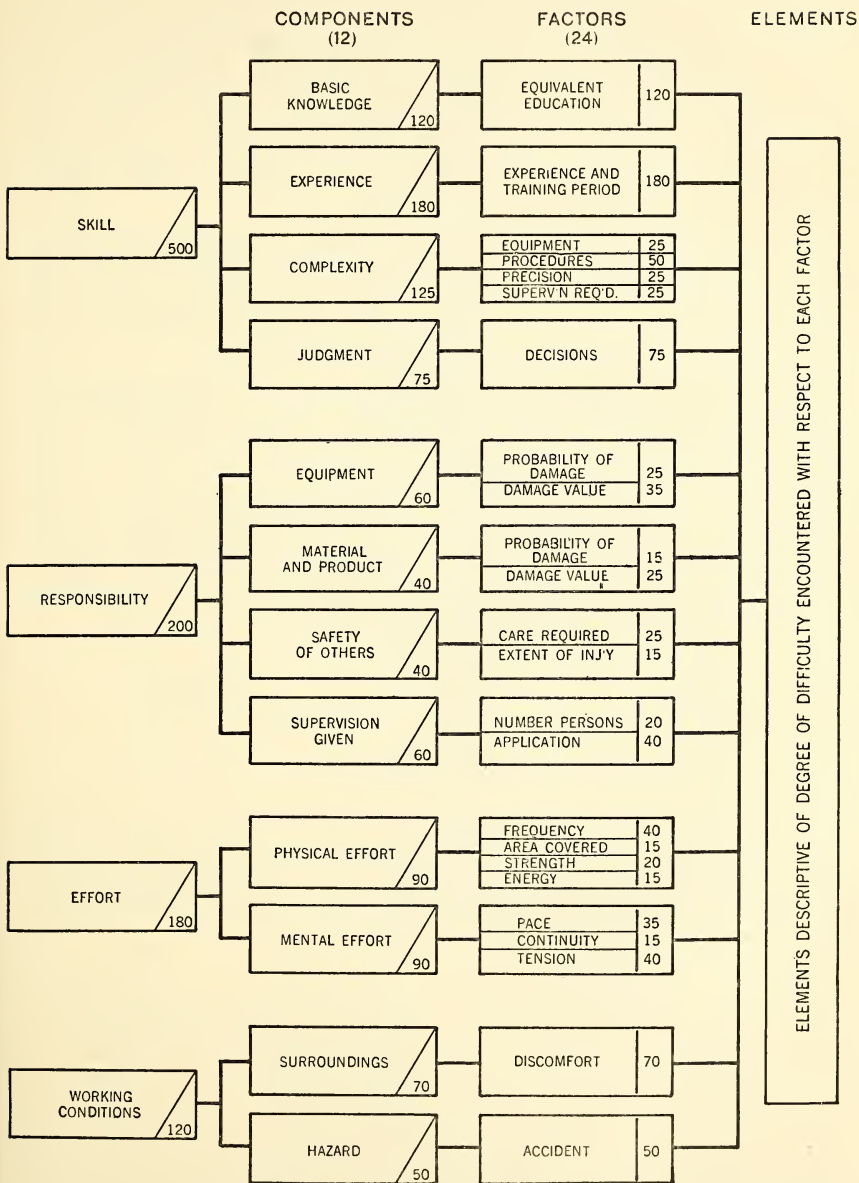 COMPONENTS
(12)
FACTORS
(24)
ELEMENTS
SKILL
500
BASIC
KNOWLEDGE
120
EQUIVALENT
EDUCATION
120
EXPERIENCE
180
EXPERIENCE AND
TRAINING PERIOD
180
COMPLEXITY
125
EQUIPMENT 25
PROCEDURES 50
PRECISION 25
SUPERV'N REQ'D. 25
JUDGMENT
75
DECISIONS
75
RESPONSIBILITY
200
EQUIPMENT
60
PROBABILITY OF
DAMAGE 25
DAMAGE VALUE 35
MATERIAL
AND PRODUCT
40
PROBABILITY OF
DAMAGE 15
DAMAGE VALUE 25
SAFETY
OF OTHERS
40
CARE REQUIRED 25
EXTENT OF INJ'Y 15
SUPERVISION
GIVEN
60
NUMBER PERSONS 20
APPLICATION 40
EFFORT
180
PHYSICAL EFFORT
90
FREQUENCY 40
AREA COVERED 15
STRENGTH 20
ENERGY 15
MENTAL EFFORT
90
PACE 35
CONTINUITY 15
TENSION 40
WORKING
CONDITIONS
120
SURROUNDINGS
70
DISCOMFORT
70
HAZARD
50
ACCIDENT
50
ELEMENTS DESCRIPTIVE OF DEGREE OF DIFFICULTY ENCOUNTERED WITH RESPECT TO EACH FACTOR